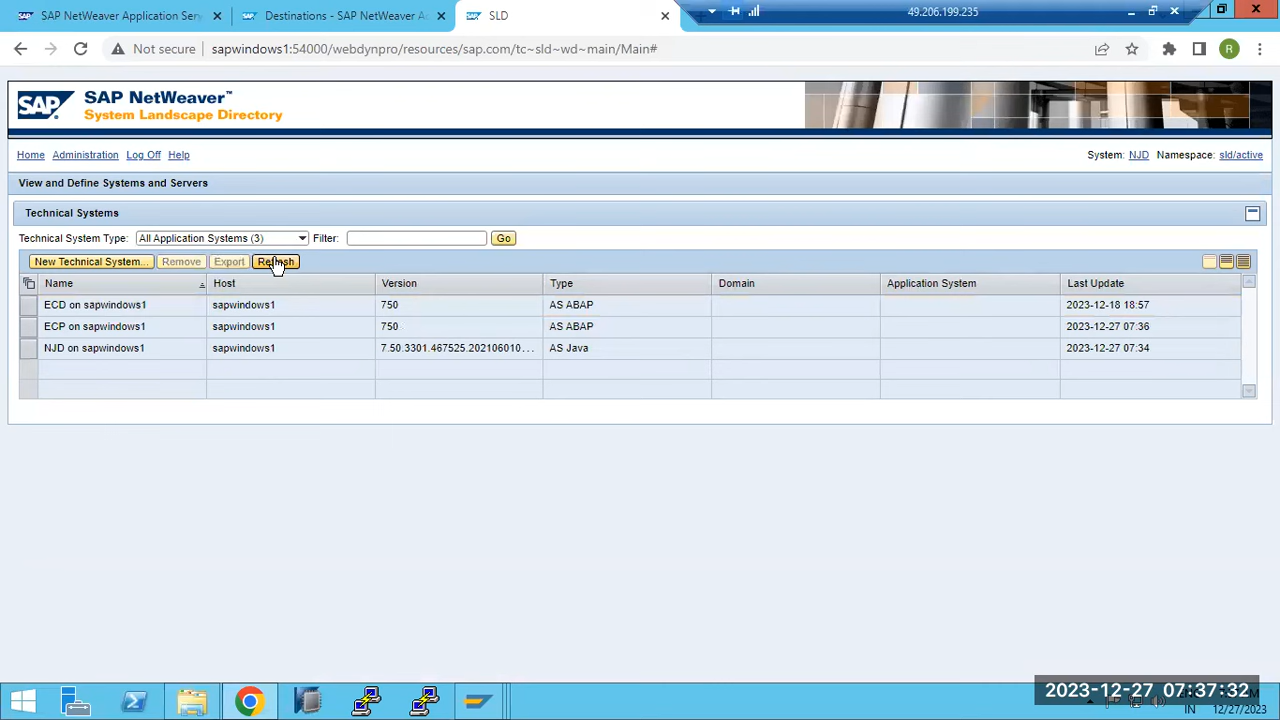 SAP NetWeaver Application Serv
Destinations - SAP NetWeaver A
SLD
49.206.199.235
Not secure
sapwindows1:54000/webdynpro/resources/sap.com/tc~sld~wd~main/Main#
R
SAP
SAP NetWeaver™
System Landscape Directory
Home Administration Log Off Help
System: NJD Namespace: sld/active
View and Define Systems and Servers
Technical Systems
Technical System Type: All Application Systems (3) Filter: Go
New Technical System... Remove Export Refresh
Name Host Version Type Domain Application System Last Update
ECD on sapwindows1 sapwindows1 750 AS ABAP 2023-12-18 18:57
ECP on sapwindows1 sapwindows1 750 AS ABAP 2023-12-27 07:36
NJD on sapwindows1 sapwindows1 7.50.3301.467525.202106010... AS Java 2023-12-27 07:34
2023-12-27 07:37:32
IN 12/27/2023